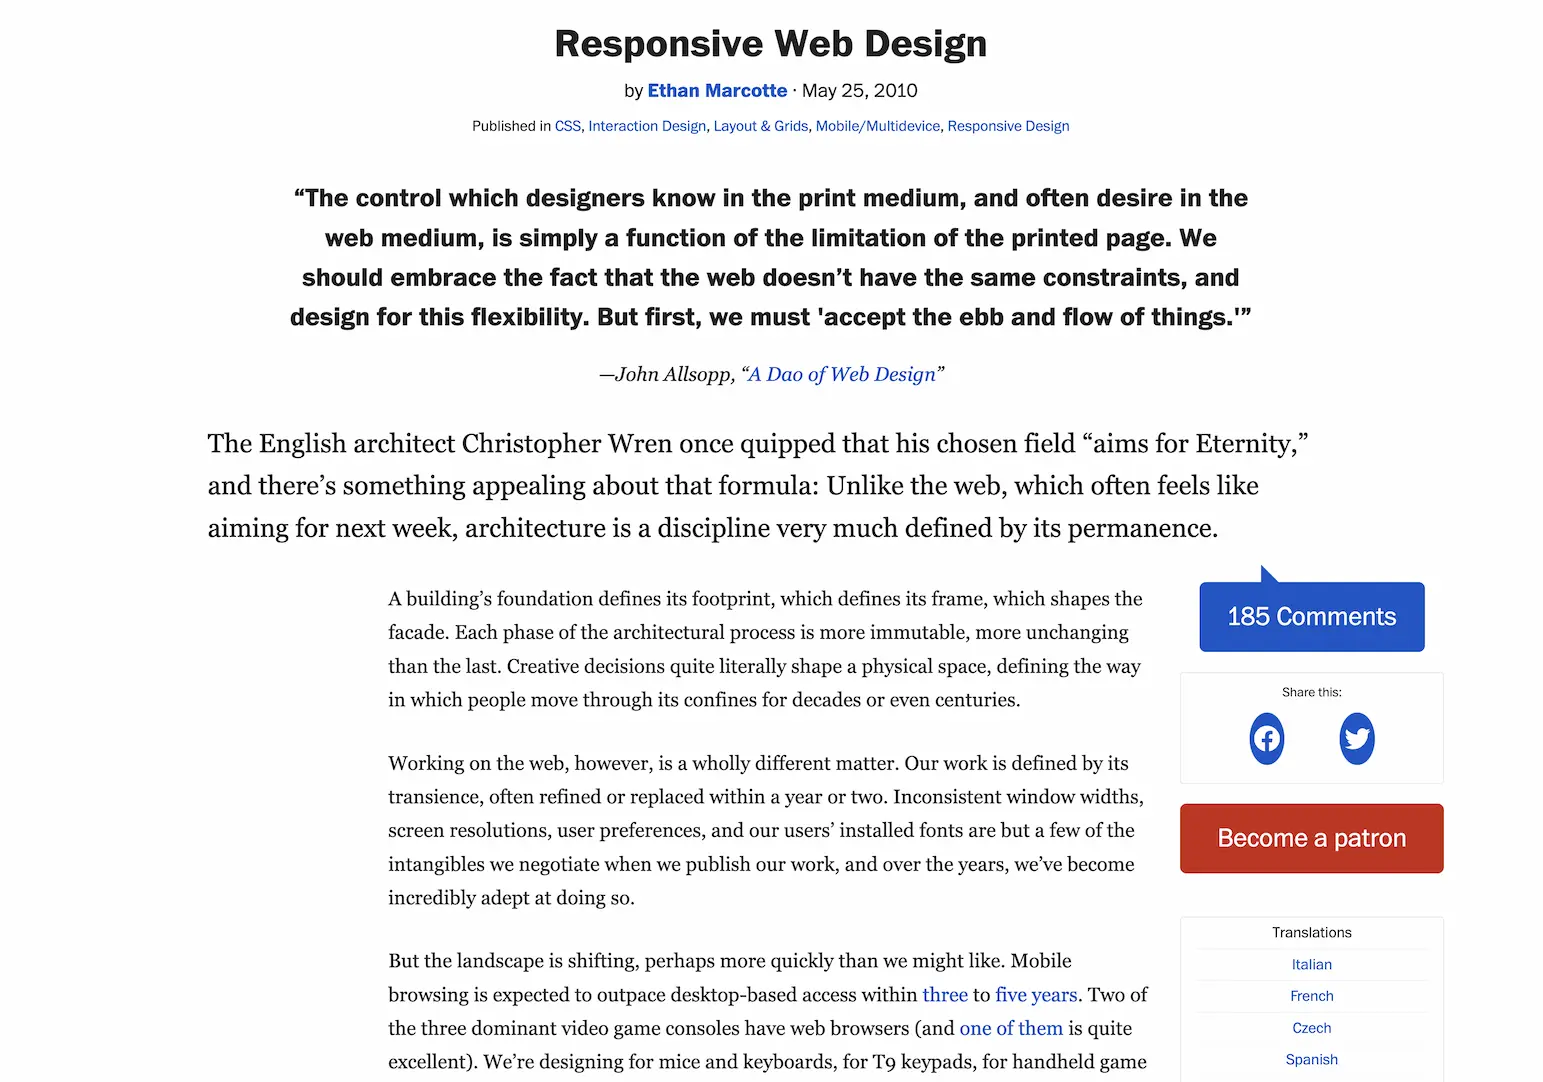 Responsive Web Design
by Ethan Marcotte · May 25, 2010
Published in CSS, Interaction Design, Layout & Grids, Mobile/Multidevice, Responsive Design
“The control which designers know in the print medium, and often desire in the
web medium, is simply a function of the limitation of the printed page. We
should embrace the fact that the web doesn’t have the same constraints, and
design for this flexibility. But first, we must 'accept the ebb and flow of things.'”
—John Allsopp, “A Dao of Web Design”
The English architect Christopher Wren once quipped that his chosen field “aims for Eternity,”
and there’s something appealing about that formula: Unlike the web, which often feels like
aiming for next week, architecture is a discipline very much defined by its permanence.
A building’s foundation defines its footprint, which defines its frame, which shapes the
facade. Each phase of the architectural process is more immutable, more unchanging
than the last. Creative decisions quite literally shape a physical space, defining the way
in which people move through its confines for decades or even centuries.
Working on the web, however, is a wholly different matter. Our work is defined by its
transience, often refined or replaced within a year or two. Inconsistent window widths,
screen resolutions, user preferences, and our users’ installed fonts are but a few of the
intangibles we negotiate when we publish our work, and over the years, we’ve become
incredibly adept at doing so.
But the landscape is shifting, perhaps more quickly than we might like. Mobile
browsing is expected to outpace desktop-based access within three to five years. Two of
the three dominant video game consoles have web browsers (and one of them is quite
excellent). We’re designing for mice and keyboards, for T9 keypads, for handheld game
185 Comments
Share this:
Become a patron
Translations
Italian
French
Czech
Spanish